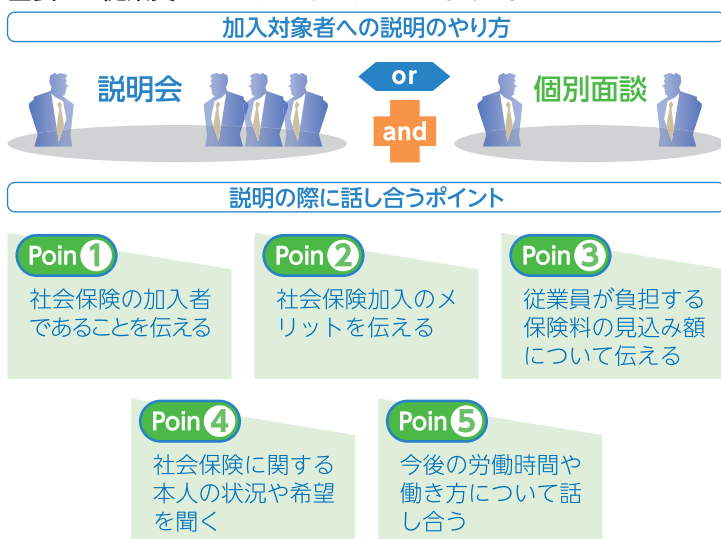 加入対象者への説明のやり方
説明会
or
and
個別面談
説明の際に話し合うポイント
Poin 1
社会保険の加入者
であることを伝える
Poin 2
社会保険加入のメ
リットを伝える
Poin 3
従業員が負担する
保険料の見込み額
について伝える
Poin 4
社会保険に関する
本人の状況や希望
を聞く
Poin 5
今後の労働時間や
働き方について話
し合う